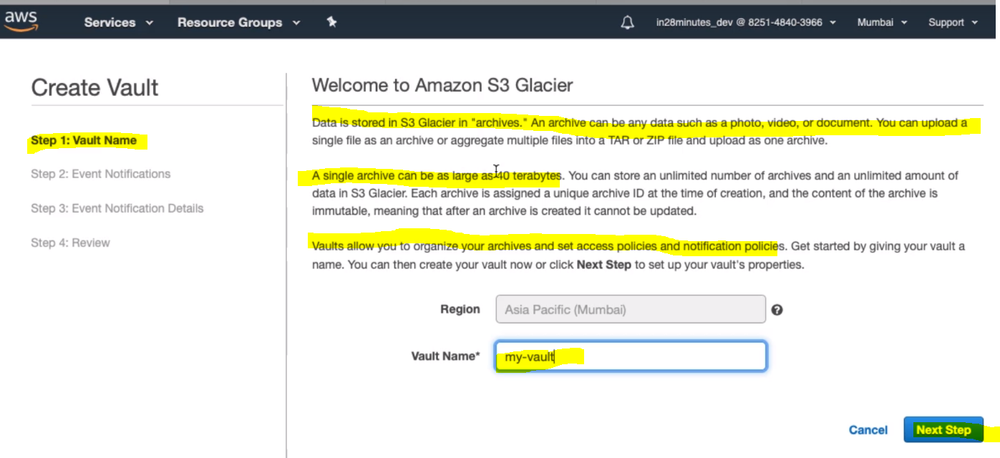 aws
Services
Resource Groups
in28minutes_dev @ 8251-4840-3966
Mumbai
Support
Create Vault
Step 1: Vault Name
Step 2: Event Notifications
Step 3: Event Notification Details
Step 4: Review
Welcome to Amazon S3 Glacier
Data is stored in S3 Glacier in "archives." An archive can be any data such as a photo, video, or document. You can upload a
single file as an archive or aggregate multiple files into a TAR or ZIP file and upload as one archive.
A single archive can be as large as 40 terabytes. You can store an unlimited number of archives and an unlimited amount of
data in S3 Glacier. Each archive is assigned a unique archive ID at the time of creation, and the content of the archive is
immutable, meaning that after an archive is created it cannot be updated.
Vaults allow you to organize your archives and set access policies and notification policies. Get started by giving your vault a
name. You can then create your vault now or click Next Step to set up your vault's properties.
Region
Asia Pacific (Mumbai)
?
Vault Name*
my-vault
Cancel
Next Step